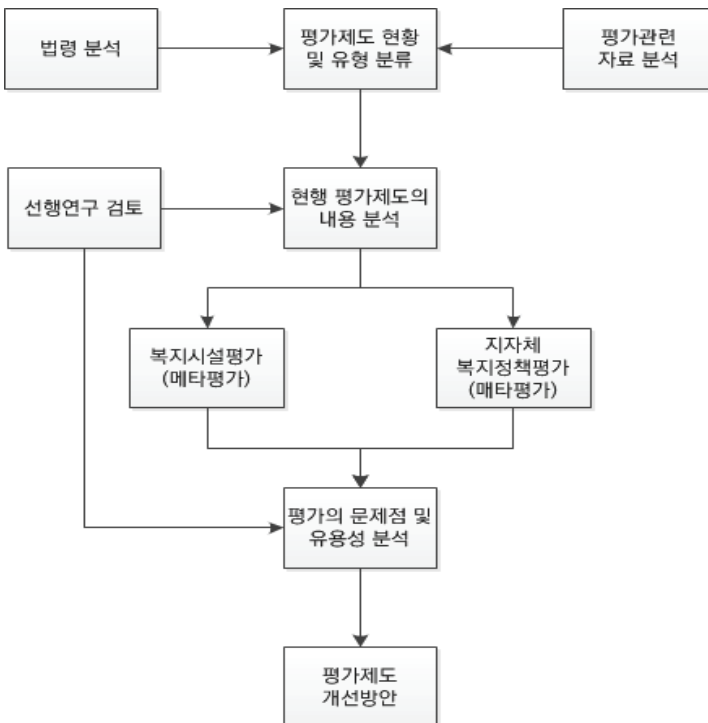 법령 분석
평가제도 현황
및 유형 분류
평가관련
자료 분석
선행연구 검토
현행 평가제도의
내용 분석
복지시설평가
(메타평가)
지자체
복지정책평가
(매타평가)
평가의 문제점 및
유용성 분석
평가제도
개선방안